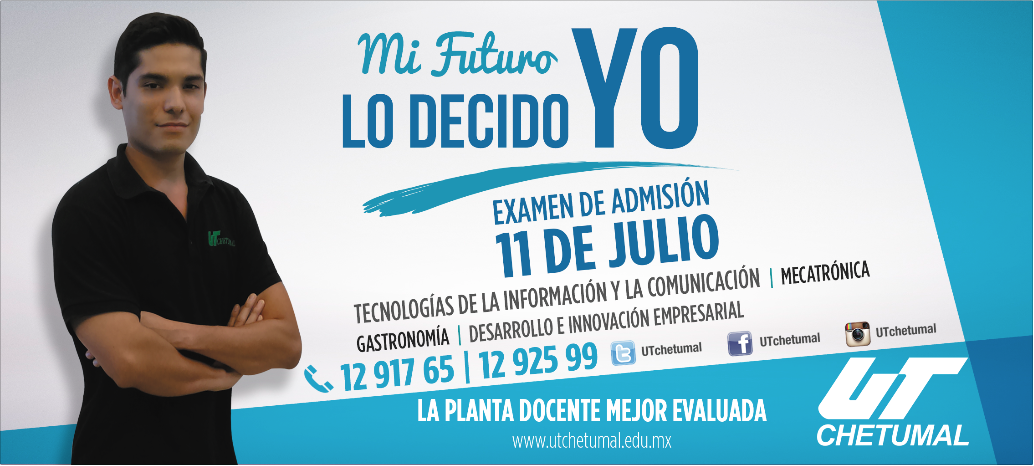 Mi Futuro
LO DECIDO YO
EXAMEN DE ADMISIÓN
11 DE JULIO
TECNOLOGÍAS DE LA INFORMACIÓN Y LA COMUNICACIÓN | MECATRÓNICA
GASTRONOMÍA | DESARROLLO E INNOVACIÓN EMPRESARIAL
12 917 65 | 12 925 99 UTchetumal UTchetumal UTchetumal
LA PLANTA DOCENTE MEJOR EVALUADA
www.utchetumal.edu.mx
UT
CHETUMAL
UT